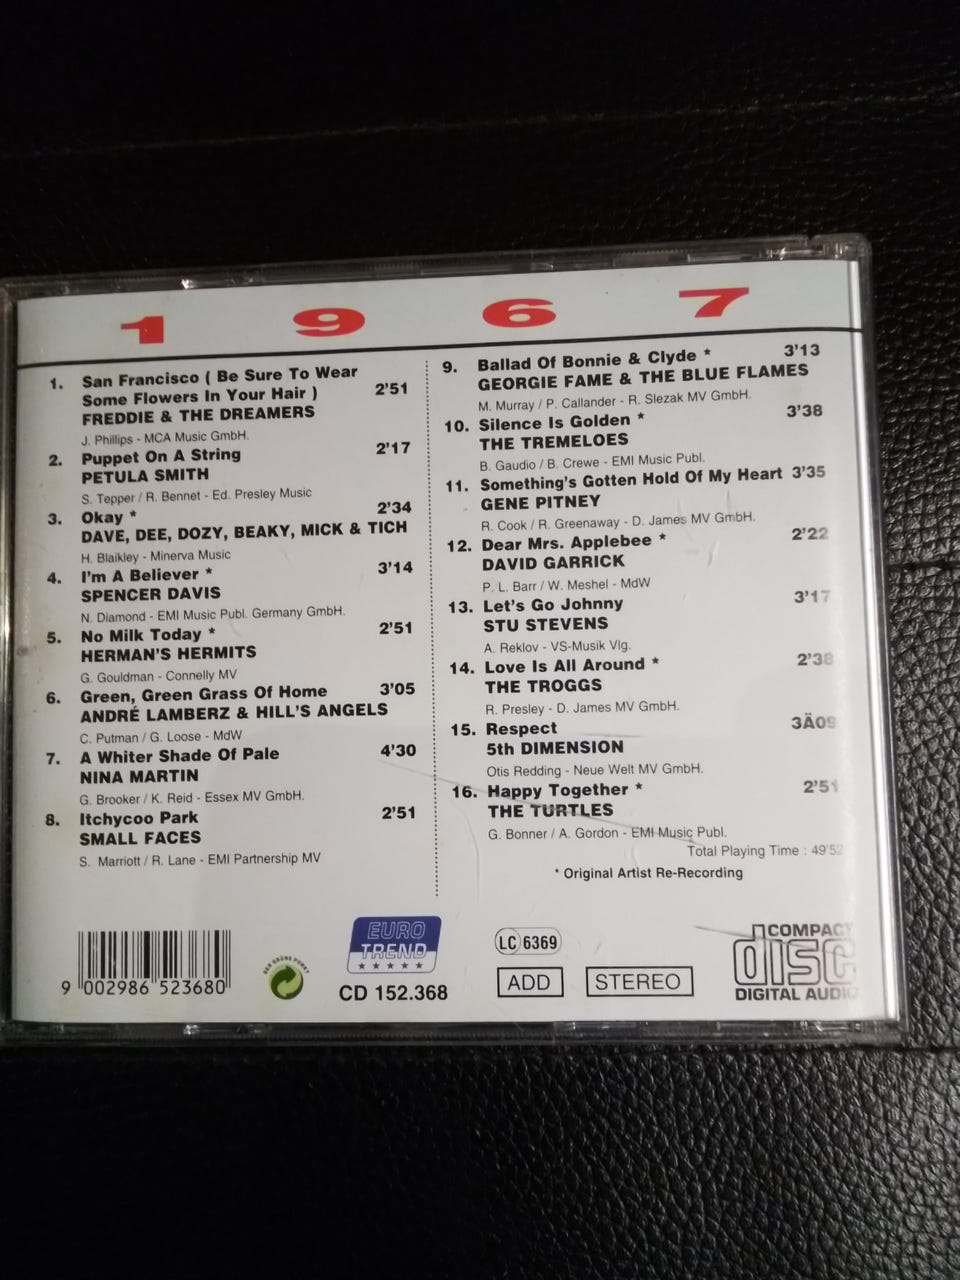 1 9 6 7
1. San Francisco ( Be Sure To Wear
Some Flowers In Your Hair ) 2'51
FREDDIE & THE DREAMERS
J. Phillips - MCA Music GmbH.
2. Puppet On A String 2'17
PETULA SMITH
S. Tepper / R. Bennet - Ed. Presley Music
3. Okay * 2'34
DAVE, DEE, DOZY, BEAKY, MICK & TICH
H. Blaikley - Minerva Music
4. I'm A Believer * 3'14
SPENCER DAVIS
N. Diamond - EMI Music Publ. Germany GmbH.
5. No Milk Today * 2'51
HERMAN'S HERMITS
G. Gouldman - Connelly MV
6. Green, Green Grass Of Home 3'05
ANDRÉ LAMBERZ & HILL'S ANGELS
C. Putman / G. Loose - MdW
7. A Whiter Shade Of Pale 4'30
NINA MARTIN
G. Brooker / K. Reid - Essex MV GmbH.
8. Itchycoo Park 2'51
SMALL FACES
S. Marriott / R. Lane - EMI Partnership MV
9. Ballad Of Bonnie & Clyde * 3'13
GEORGIE FAME & THE BLUE FLAMES
M. Murray / P. Callander - R. Slezak MV GmbH.
10. Silence Is Golden * 3'38
THE TREMELOES
B. Gaudio / B. Crewe - EMI Music Publ.
11. Something's Gotten Hold Of My Heart 3'35
GENE PITNEY
R. Cook / R. Greenaway - D. James MV GmbH.
12. Dear Mrs. Applebee * 2'22
DAVID GARRICK
P. L. Barr / W. Meshel - MdW
13. Let's Go Johnny 3'17
STU STEVENS
A. Reklov - VS-Musik Vlg.
14. Love Is All Around * 2'38
THE TROGGS
R. Presley - D. James MV GmbH.
15. Respect 3Ä09
5th DIMENSION
Otis Redding - Neue Welt MV GmbH.
16. Happy Together * 2'51
THE TURTLES
G. Bonner / A. Gordon - EMI Music Publ.
Total Playing Time : 49'52
* Original Artist Re-Recording
9 002986 523680
DER GRÜNE PUNKT
EURO
TREND
CD 152.368
LC 6369
ADD
STEREO
COMPACT
disc
DIGITAL AUDIO